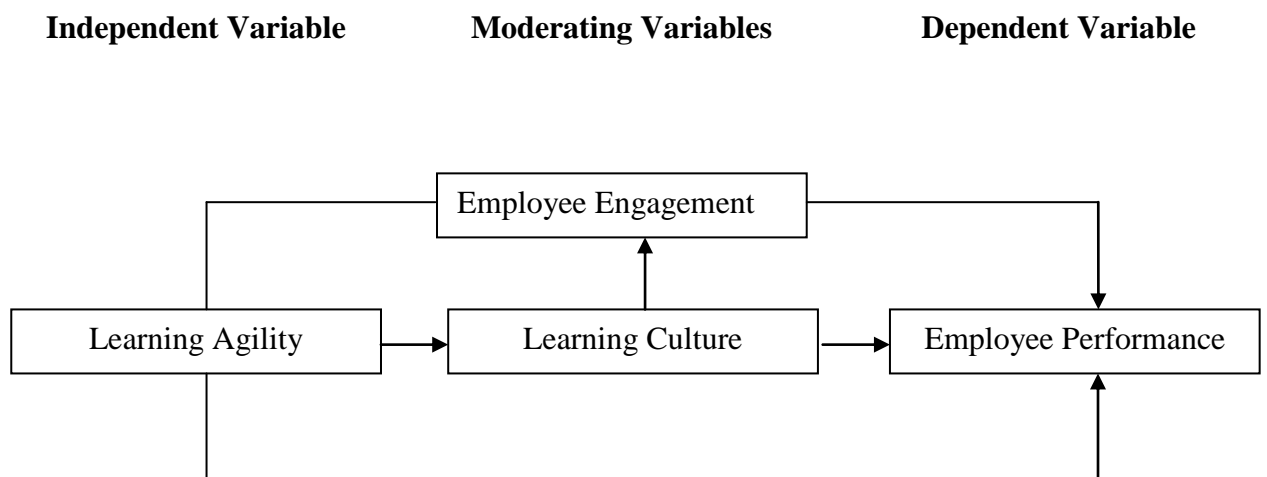 Independent Variable
Moderating Variables
Dependent Variable
Employee Engagement
Learning Agility
Learning Culture
Employee Performance